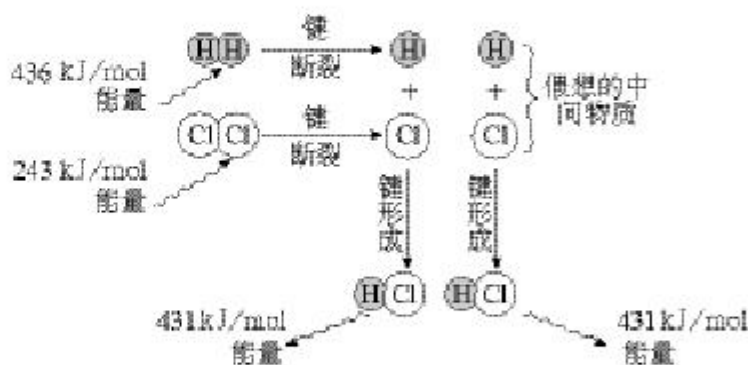 H H 键 断裂 H H
436 kJ/mol
能量
+ +
假想的中
间物质
Cl Cl 键 断裂 Cl Cl
243 kJ/mol
能量
键形成 键形成
H Cl H Cl
431kJ/mol
能量
431kJ/mol
能量